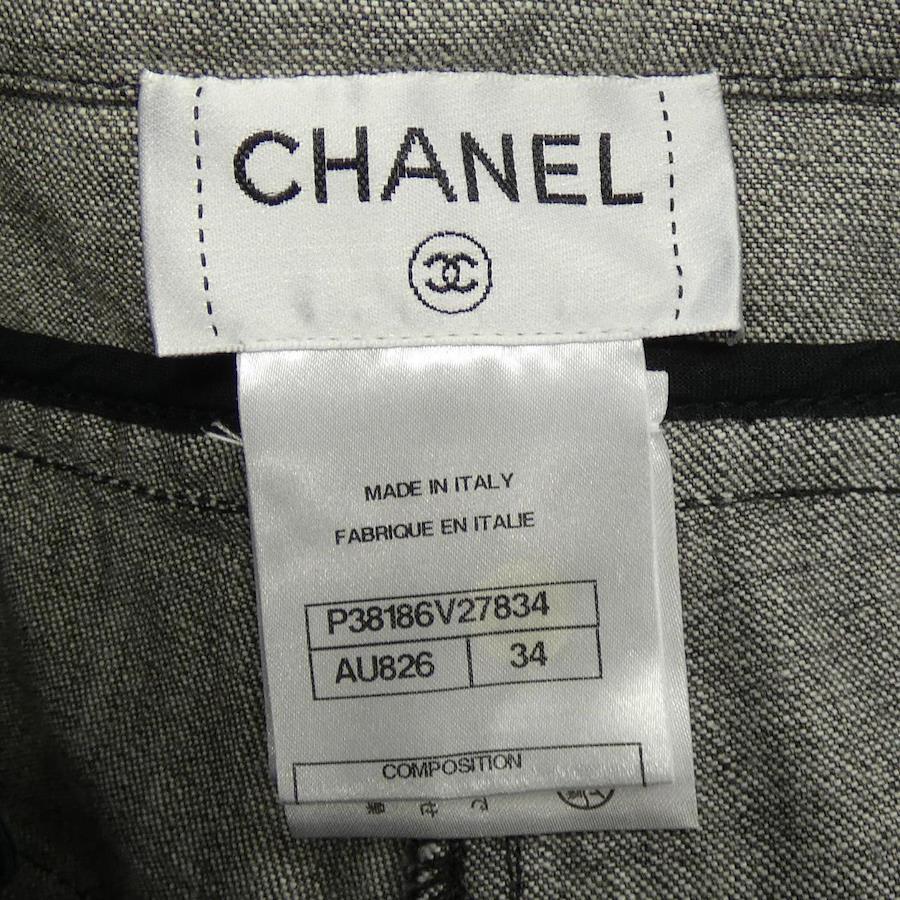 CHANEL
MADE IN ITALY
FABRIQUE EN ITALIE
P38186V27834
AU826 34
COMPOSITION